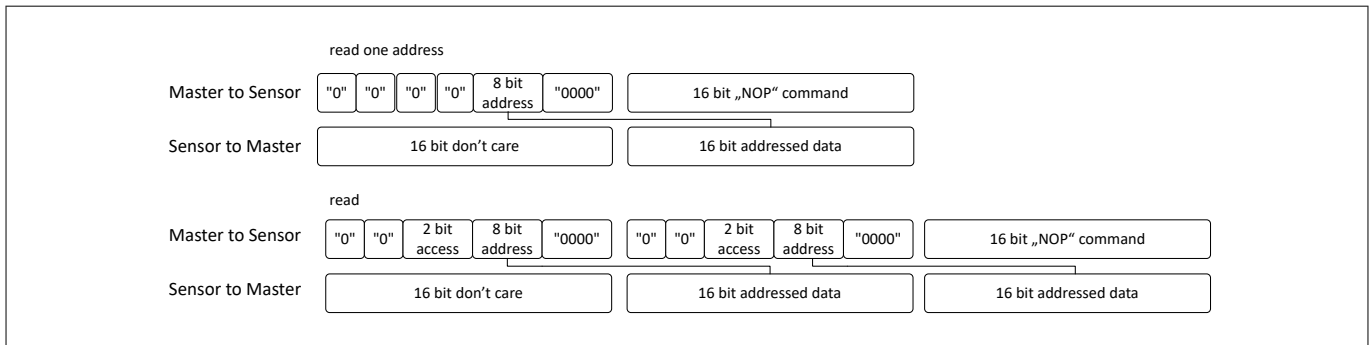 read one address
Master to Sensor "0" "0" "0" "0" 8 bit address "0000" 16 bit „NOP“ command
Sensor to Master 16 bit don't care 16 bit addressed data
read
Master to Sensor "0" "0" 2 bit access 8 bit address "0000" "0" "0" 2 bit access 8 bit address "0000" 16 bit „NOP“ command
Sensor to Master 16 bit don't care 16 bit addressed data 16 bit addressed data